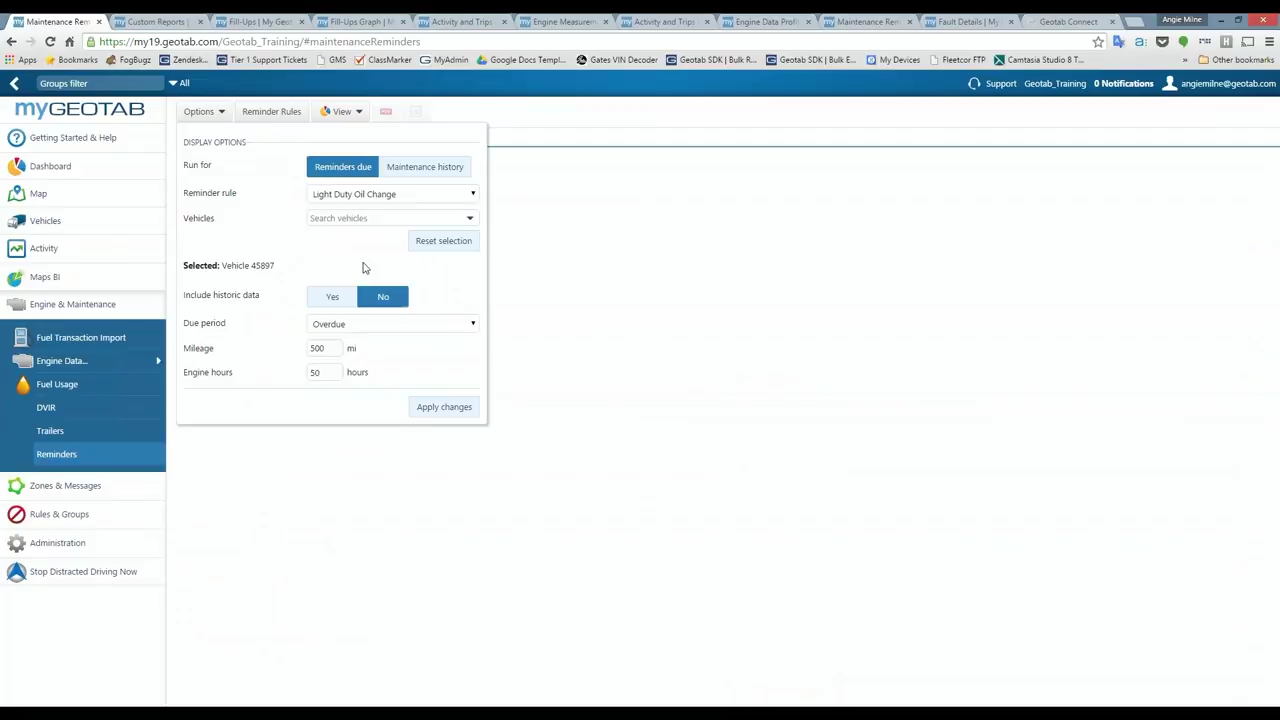 Maintenance Rem
Custom Reports |
Fill-Ups | My Geot
Fill-Ups Graph | M
Activity and Trips
Engine Measurem
Activity and Trips
Engine Data Profi
Maintenance Rem
Fault Details | My
Geotab Connect
Angie Milne
https://my19.geotab.com/Geotab_Training/#maintenanceReminders
Apps
Bookmarks
FogBugz
Zendesk...
GMS
Tier 1 Support Tickets
ClassMarker
MyAdmin
Google Docs Templ...
Gates VIN Decoder
Geotab SDK | Bulk R...
Geotab SDK | Bulk E...
My Devices
Fleetcor FTP
Camtasia Studio 8 T...
»
Other bookmarks
Groups filter
All
Support
Geotab_Training
0 Notifications
angiemilne@geotab.com
myGEOTAB
Options
Reminder Rules
View
Getting Started & Help
Dashboard
Map
Vehicles
Activity
Maps BI
Engine & Maintenance
Fuel Transaction Import
Engine Data...
Fuel Usage
DVIR
Trailers
Reminders
Zones & Messages
Rules & Groups
Administration
Stop Distracted Driving Now
DISPLAY OPTIONS
Run for
Reminders due
Maintenance history
Reminder rule
Light Duty Oil Change
Vehicles
Search vehicles
Reset selection
Selected: Vehicle 45897
Include historic data
Yes
No
Due period
Overdue
Mileage
500
mi
Engine hours
50
hours
Apply changes